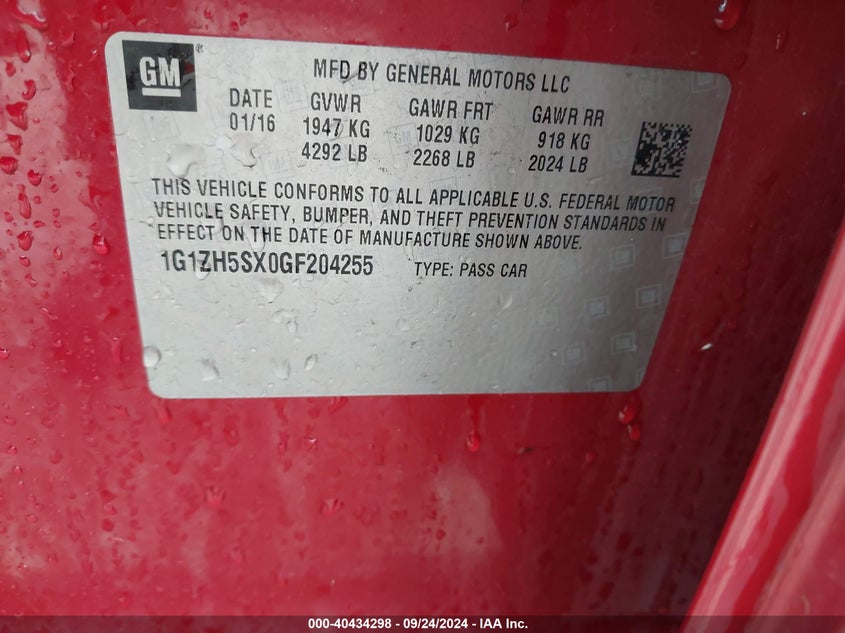 GM ®
MFD BY GENERAL MOTORS LLC
DATE GVWR GAWR FRT GAWR RR
01/16 1947 KG 1029 KG 918 KG
4292 LB 2268 LB 2024 LB
THIS VEHICLE CONFORMS TO ALL APPLICABLE U.S. FEDERAL MOTOR
VEHICLE SAFETY, BUMPER, AND THEFT PREVENTION STANDARDS IN
EFFECT ON THE DATE OF MANUFACTURE SHOWN ABOVE.
1G1ZH5SX0GF204255 TYPE: PASS CAR
000-40434298 - 09/24/2024 - IAA Inc.